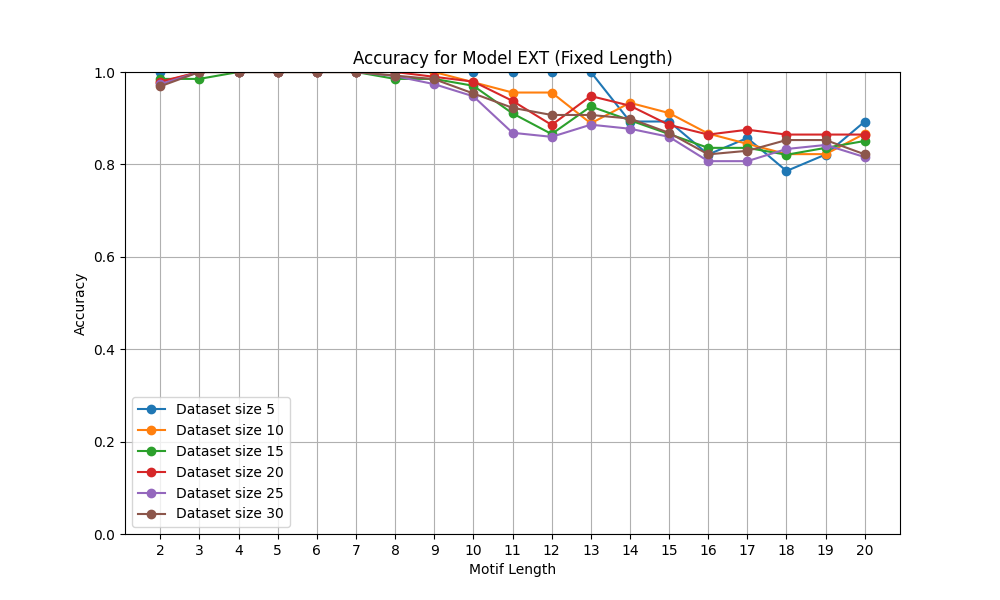 Accuracy for Model EXT (Fixed Length)
1.0
0.8
0.6
0.4
0.2
0.0
Accuracy
Dataset size 5
Dataset size 10
Dataset size 15
Dataset size 20
Dataset size 25
Dataset size 30
2 3 4 5 6 7 8 9 10 11 12 13 14 15 16 17 18 19 20
Motif Length